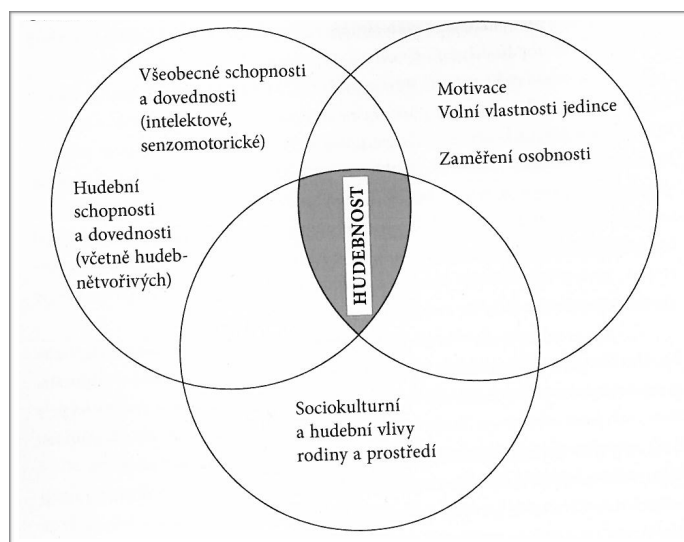 Všeobecné schopnosti
a dovednosti
(intelektové,
senzomotorické)
Hudební
schopnosti
a dovednosti
(včetně hudeb-
nětvořivých)
Motivace
Volní vlastnosti jedince
Zaměření osobnosti
HUDEBNOST
Sociokulturní
a hudební vlivy
rodiny a prostředí